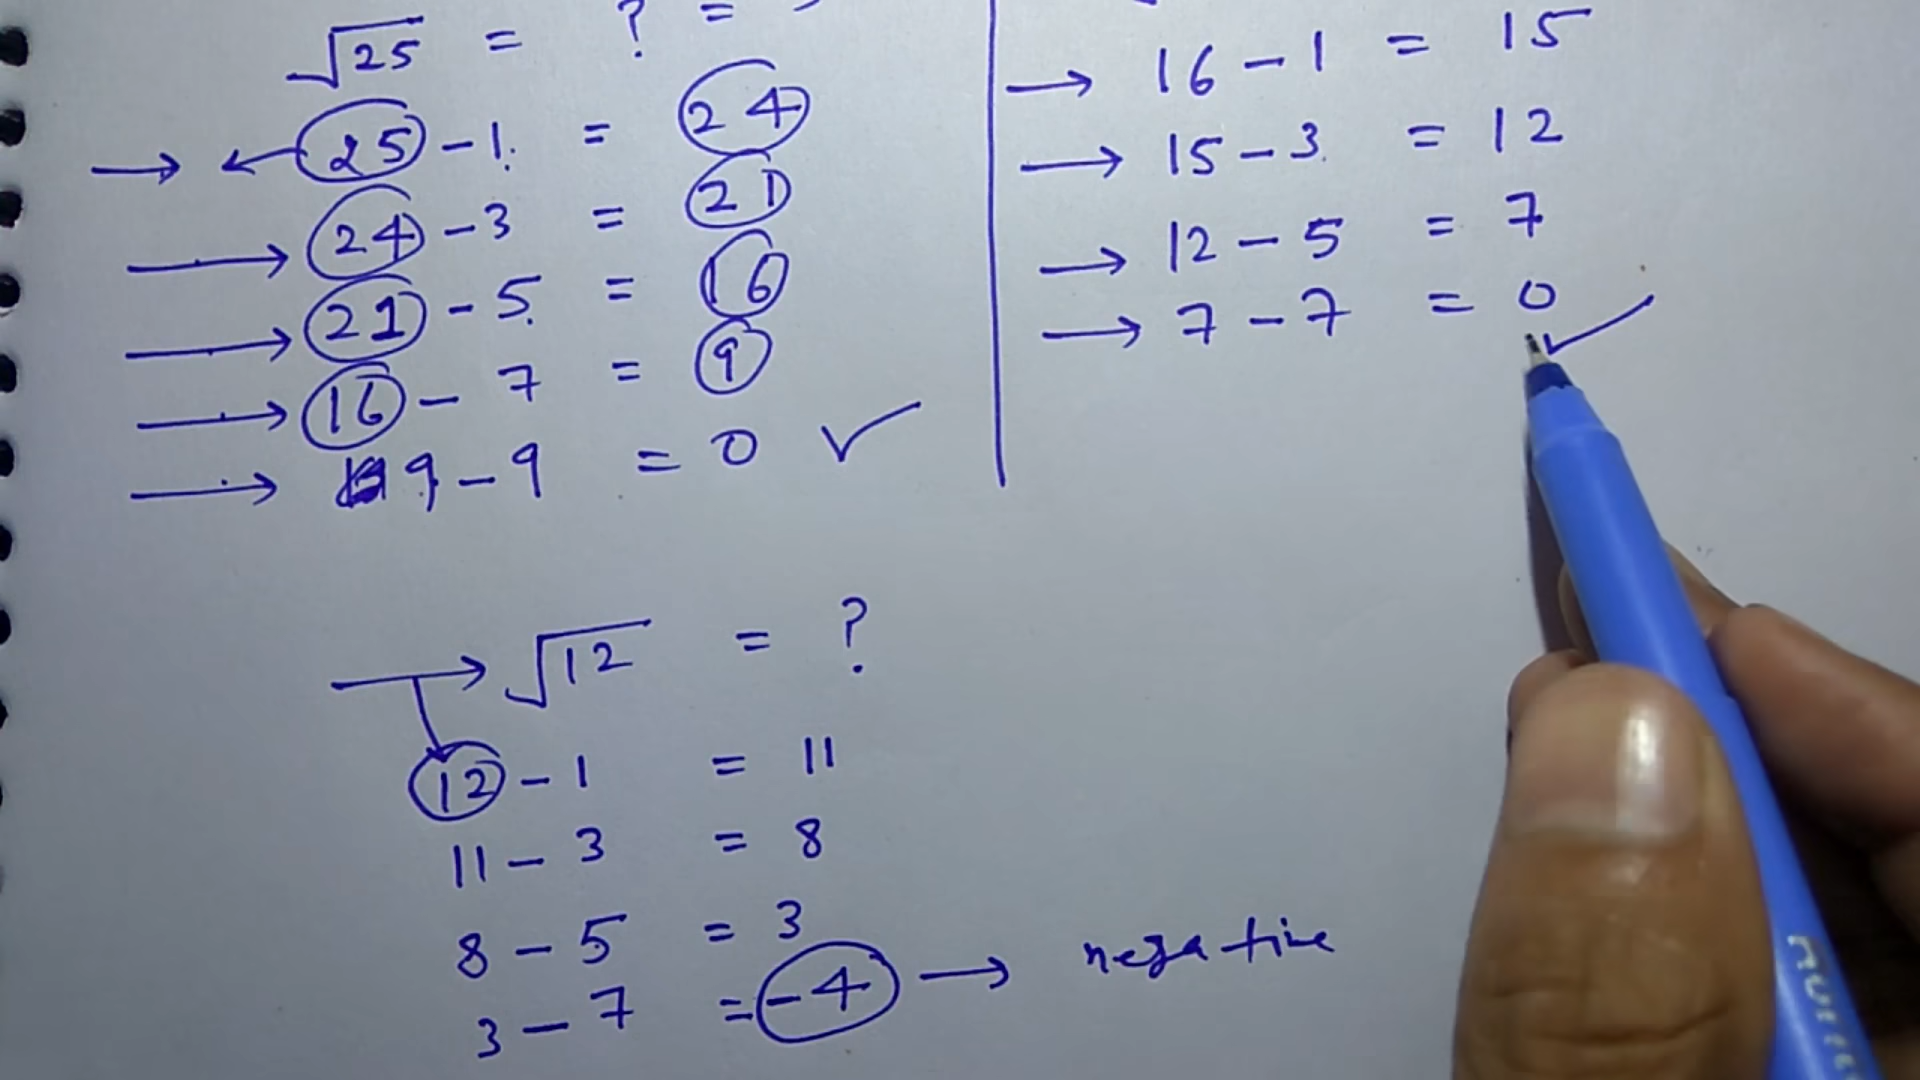 √25 = ? =
25 - 1 = 24
24 - 3 = 21
21 - 5 = 16
16 - 7 = 9
9 - 9 = 0 ✓
16 - 1 = 15
15 - 3 = 12
12 - 5 = 7
7 - 7 = 0 ✓
→ √12 = ?
12 - 1 = 11
11 - 3 = 8
8 - 5 = 3
3 - 7 = -4 → negative